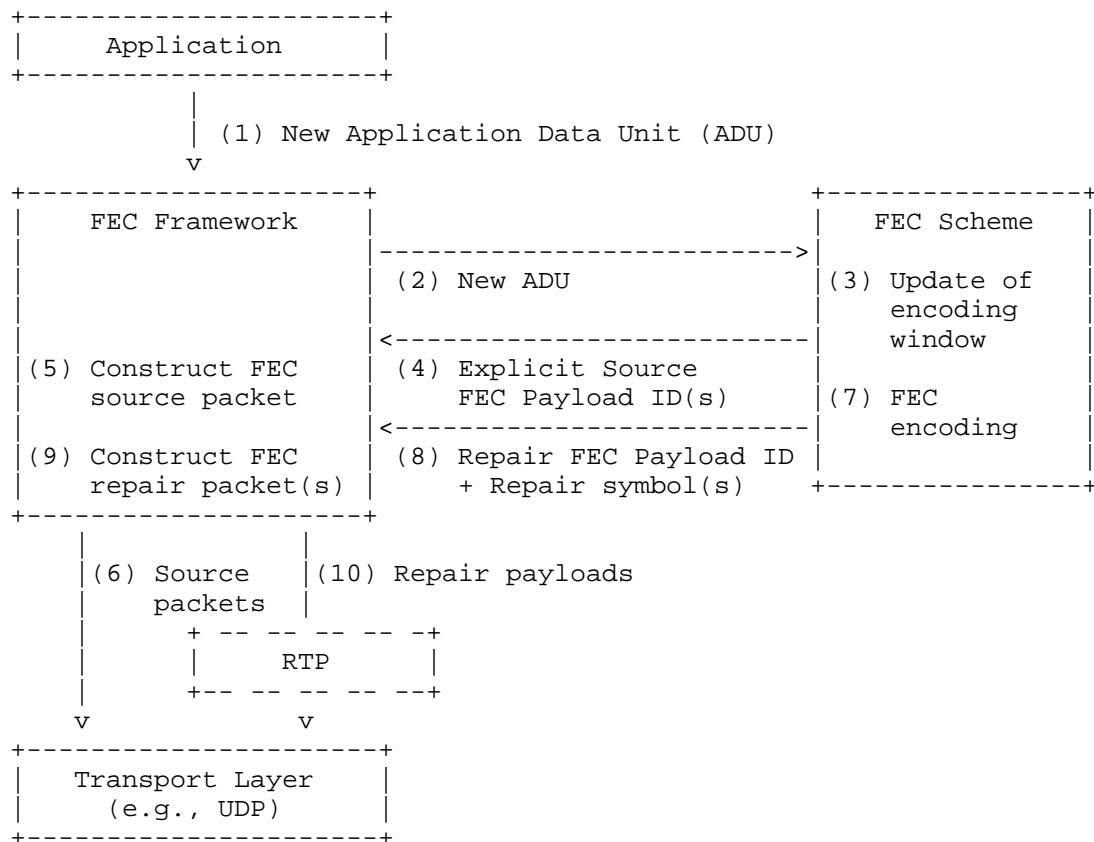 Application
(1) New Application Data Unit (ADU)
FEC Framework
FEC Scheme
(2) New ADU
(3) Update of
encoding
window
(5) Construct FEC
source packet
(4) Explicit Source
FEC Payload ID(s)
(7) FEC
encoding
(9) Construct FEC
repair packet(s)
(8) Repair FEC Payload ID
+ Repair symbol(s)
(6) Source
packets
(10) Repair payloads
RTP
Transport Layer
(e.g., UDP)